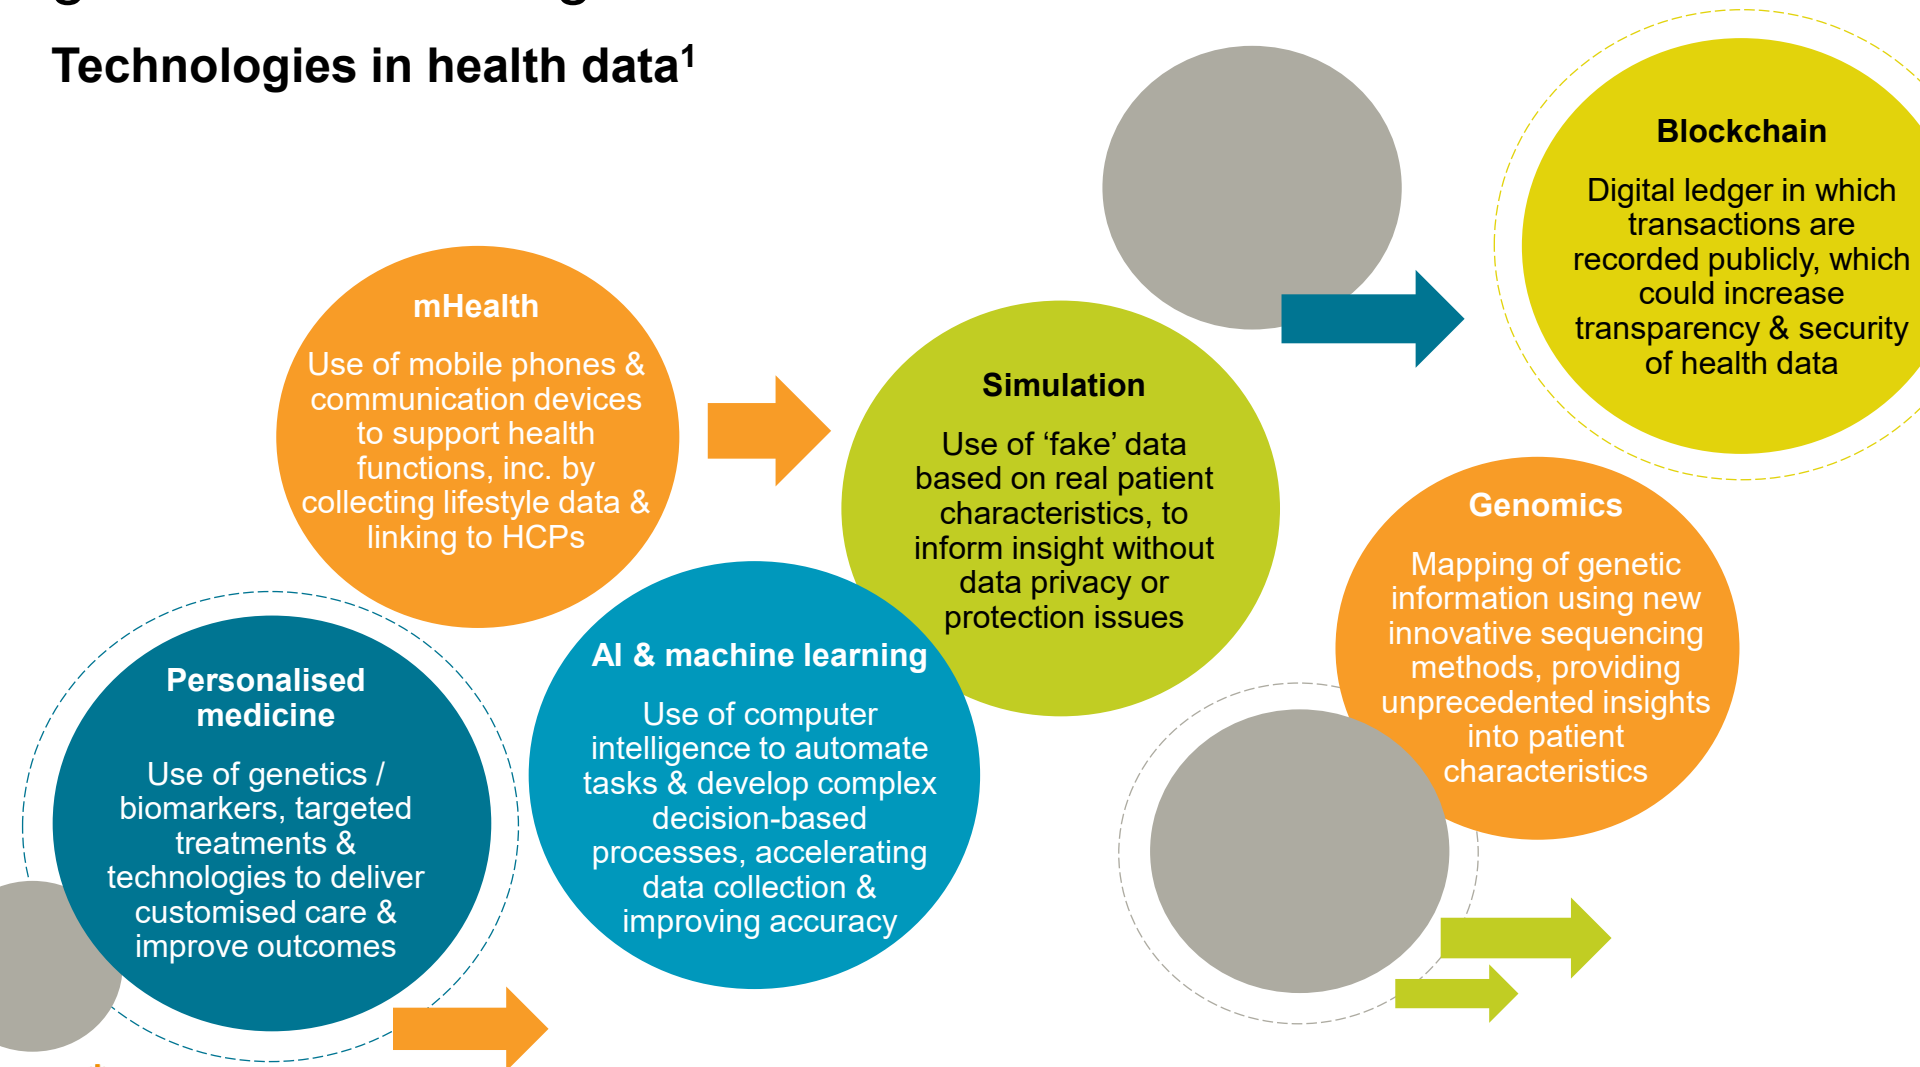 Technologies in health data¹
Blockchain
Digital ledger in which
transactions are
recorded publicly, which
could increase
transparency & security
of health data
mHealth
Use of mobile phones &
communication devices
to support health
functions, inc. by
collecting lifestyle data &
linking to HCPs
Simulation
Use of ‘fake’ data
based on real patient
characteristics, to
inform insight without
data privacy or
protection issues
Genomics
Mapping of genetic
information using new
innovative sequencing
methods, providing
unprecedented insights
into patient
characteristics
AI & machine learning
Use of computer
intelligence to automate
tasks & develop complex
decision-based
processes, accelerating
data collection &
improving accuracy
Personalised
medicine
Use of genetics /
biomarkers, targeted
treatments &
technologies to deliver
customised care &
improve outcomes